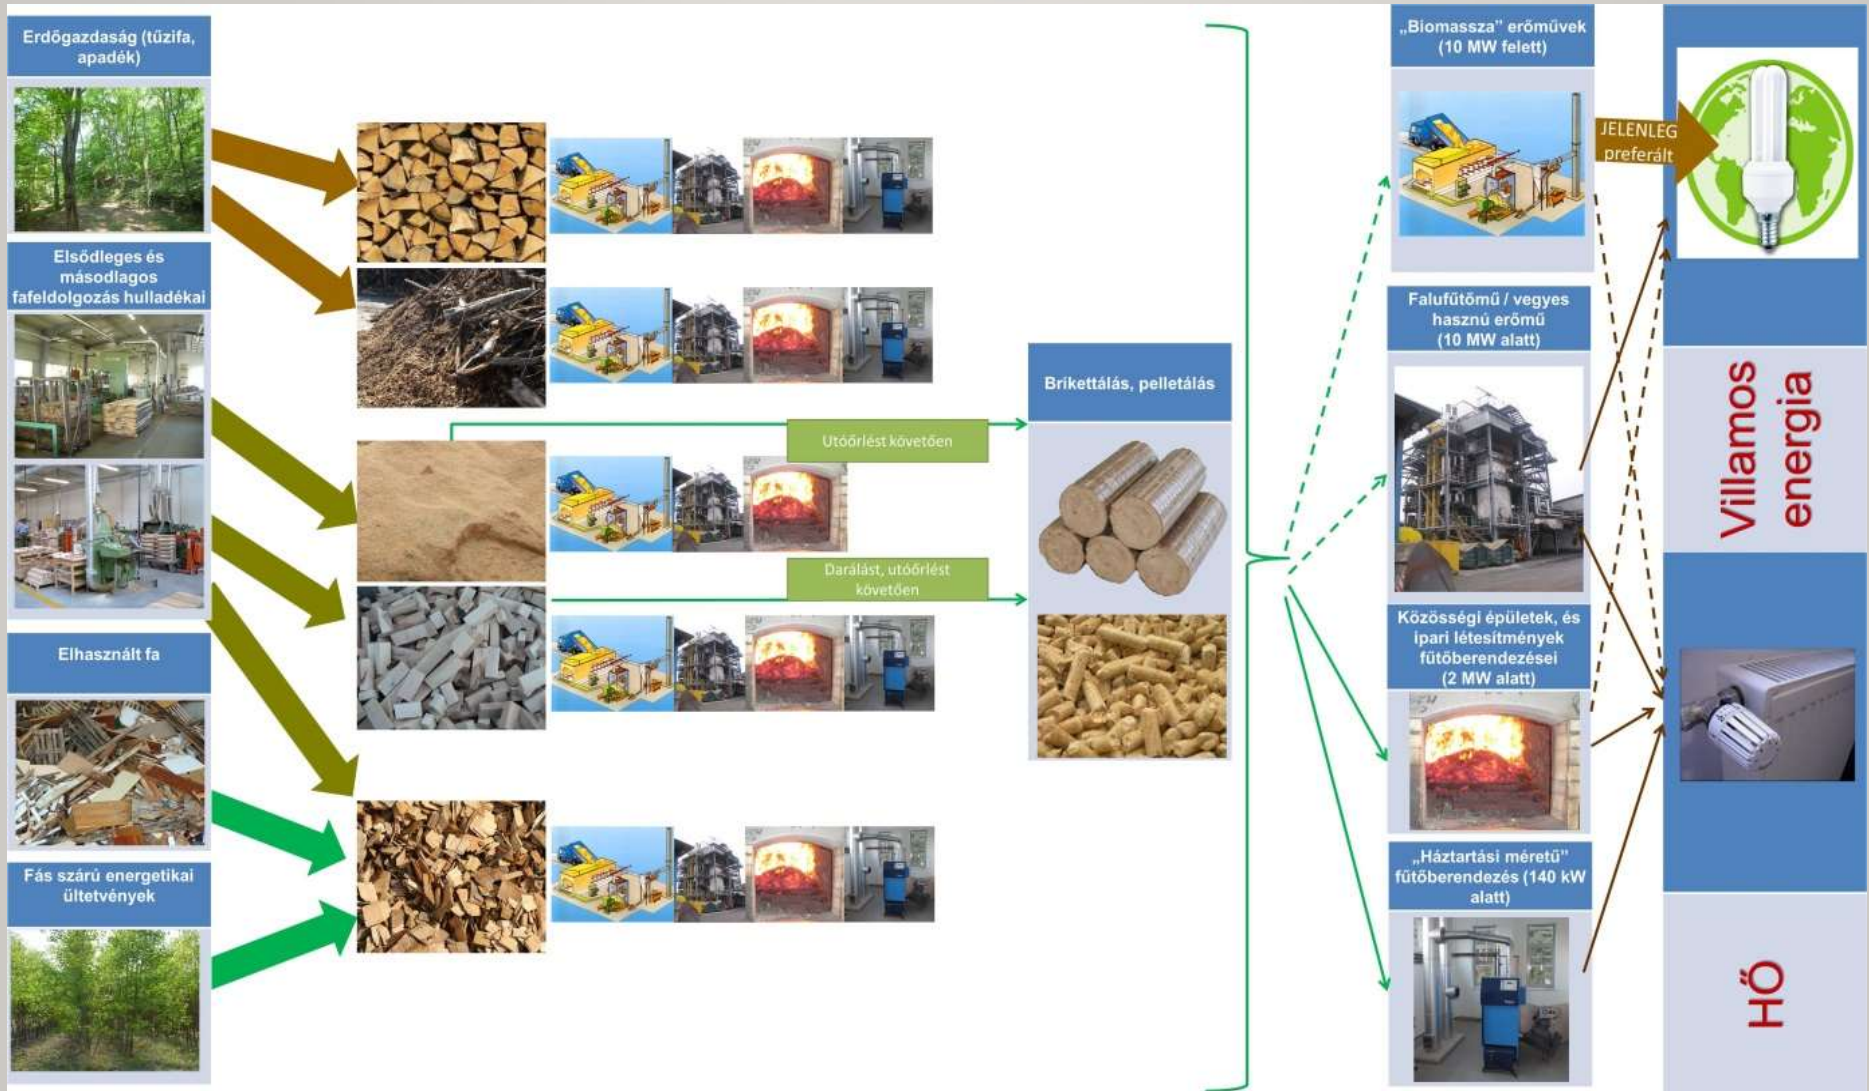 Erdőgazdaság (tűzifa,
apadék)
Elsődleges és
másodlagos
fafeldolgozás hulladékai
Elhasznált fa
Fás szárú energetikai
ültetvények
Utóőrlést követően
Darálást, utóőrlést
követően
Brikettálás, pelletálás
„Biomassza” erőművek
(10 MW felett)
JELENLEG
preferált
Falufűtőmű / vegyes
hasznú erőmű
(10 MW alatt)
Közösségi épületek, és
ipari létesítmények
fűtőberendezései
(2 MW alatt)
„Háztartási méretű”
fűtőberendezés (140 kW
alatt)
Villamos
energia
HŐ